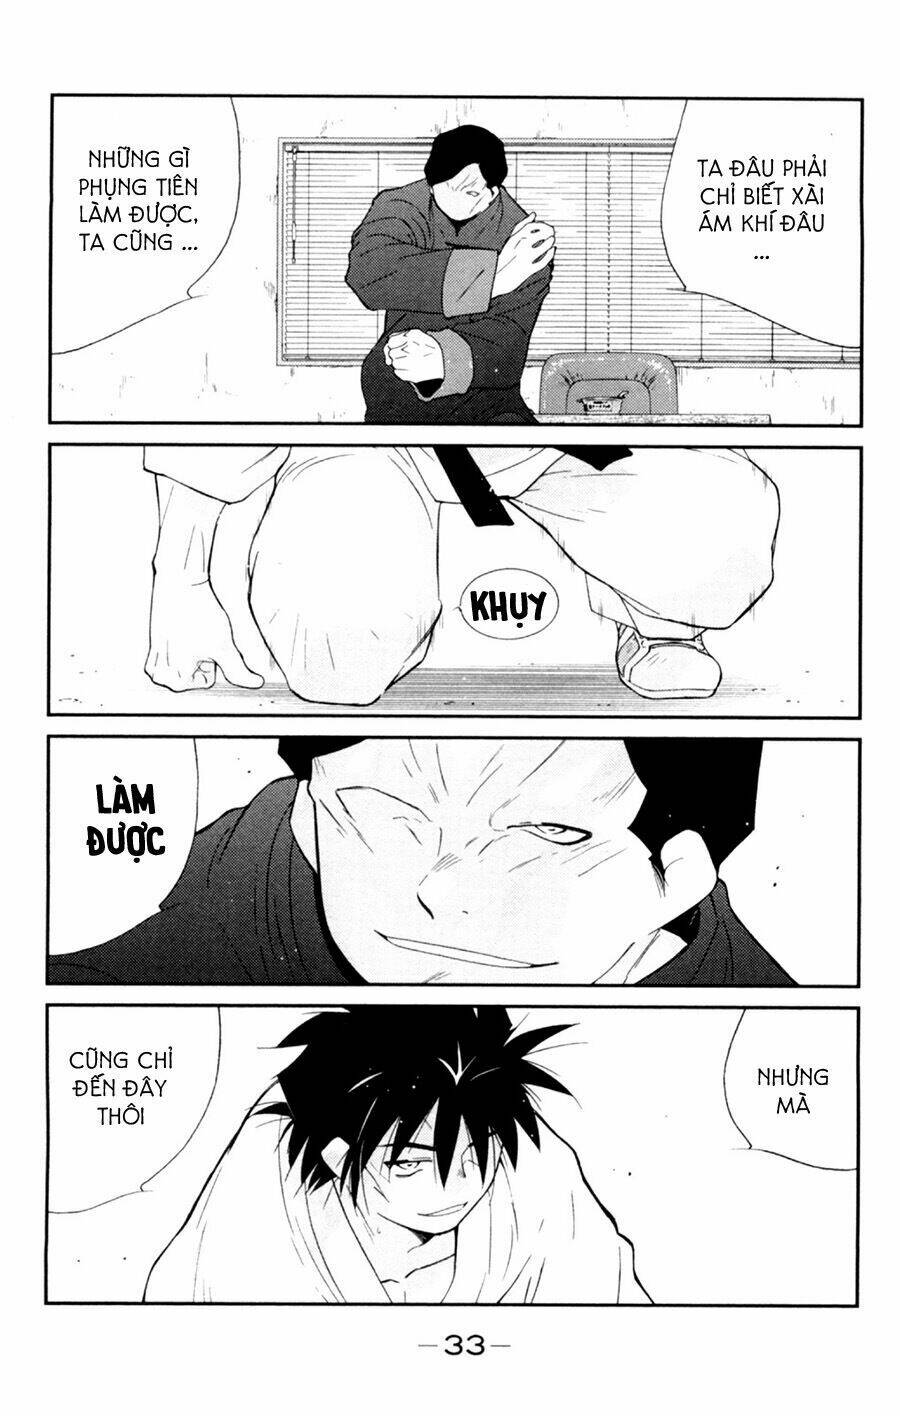 TA ĐÂU PHẢI
CHỈ BIẾT XÀI
ÁM KHÍ ĐÂU
...
NHỮNG GÌ
PHỤNG TIÊN
LÀM ĐƯỢC,
TA CŨNG ...
KHỤY
LÀM
ĐƯỢC
NHƯNG
MÀ
CŨNG CHỈ
ĐẾN ĐÂY
THÔI
—33—